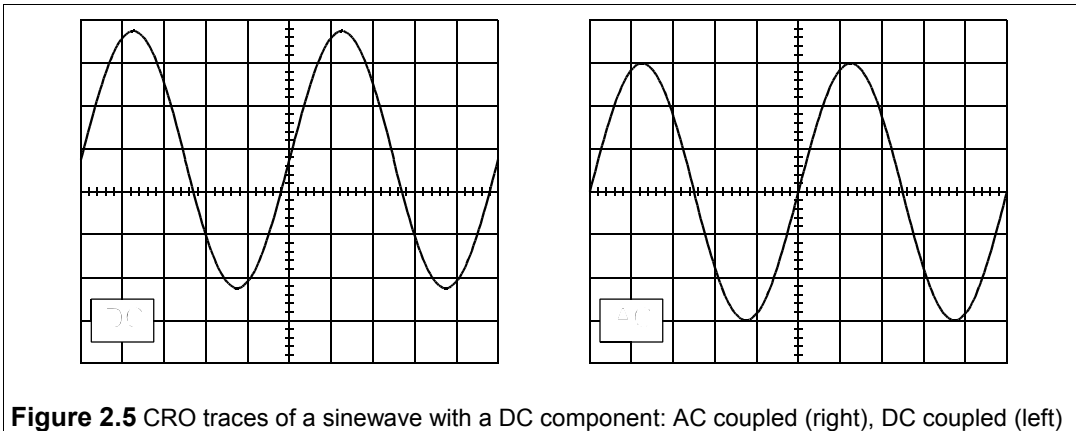 DC
AC
Figure 2.5 CRO traces of a sinewave with a DC component: AC coupled (right), DC coupled (left)